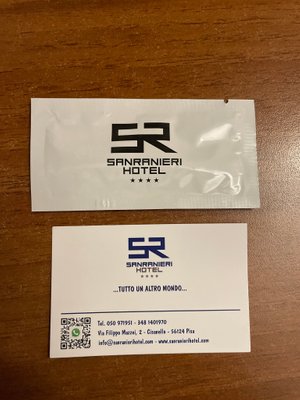 SR
SANRANIERI
HOTEL
★★★★
SR
SANRANIERI
HOTEL
★★★★
...TUTTO UN ALTRO MONDO...
Tel. 050 971951 - 348 1401970
Via Filippo Mazzei, 2 - Cisanello - 56124 Pisa
info@sanranierihotel.com - www.sanranierihotel.com